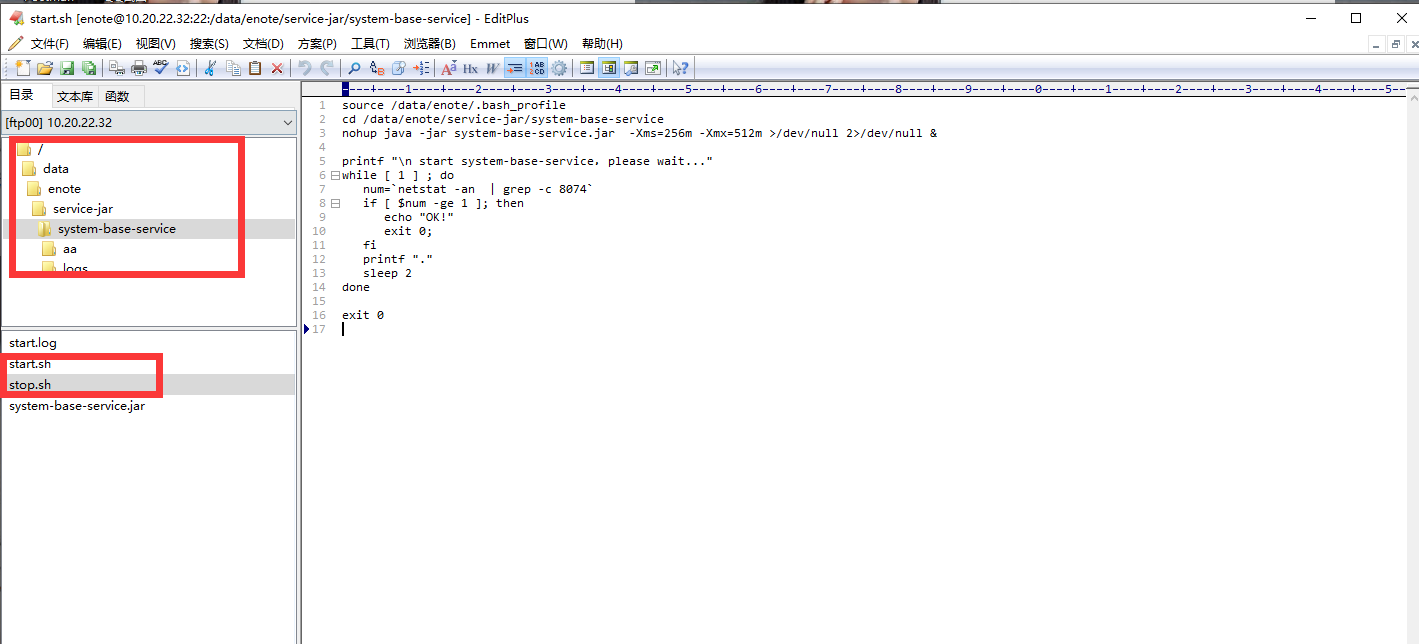 start.sh [enote@10.20.22.32:22:/data/enote/service-jar/system-base-service] - EditPlus
文件(F) 编辑(E) 视图(V) 搜索(S) 文档(D) 方案(P) 工具(T) 浏览器(B) Emmet 窗口(W) 帮助(H)
目录 文本库 函数
[ftp00] 10.20.22.32
/
data
enote
service-jar
system-base-service
aa
logs
start.log
start.sh
stop.sh
system-base-service.jar
----+----1----+----2----+----3----+----4----+----5----+----6----+----7----+----8----+----9----+----0----+----1----+----2----+----3----+----4----+----5--
1 source /data/enote/.bash_profile
2 cd /data/enote/service-jar/system-base-service
3 nohup java -jar system-base-service.jar  -Xms=256m -Xmx=512m >/dev/null 2>/dev/null &
4
5 printf "\n start system-base-service, please wait..."
6 while [ 1 ] ; do
7    num=`netstat -an  | grep -c 8074`
8    if [ $num -ge 1 ]; then
9       echo "OK!"
10       exit 0;
11    fi
12    printf "."
13    sleep 2
14 done
15
16 exit 0
17